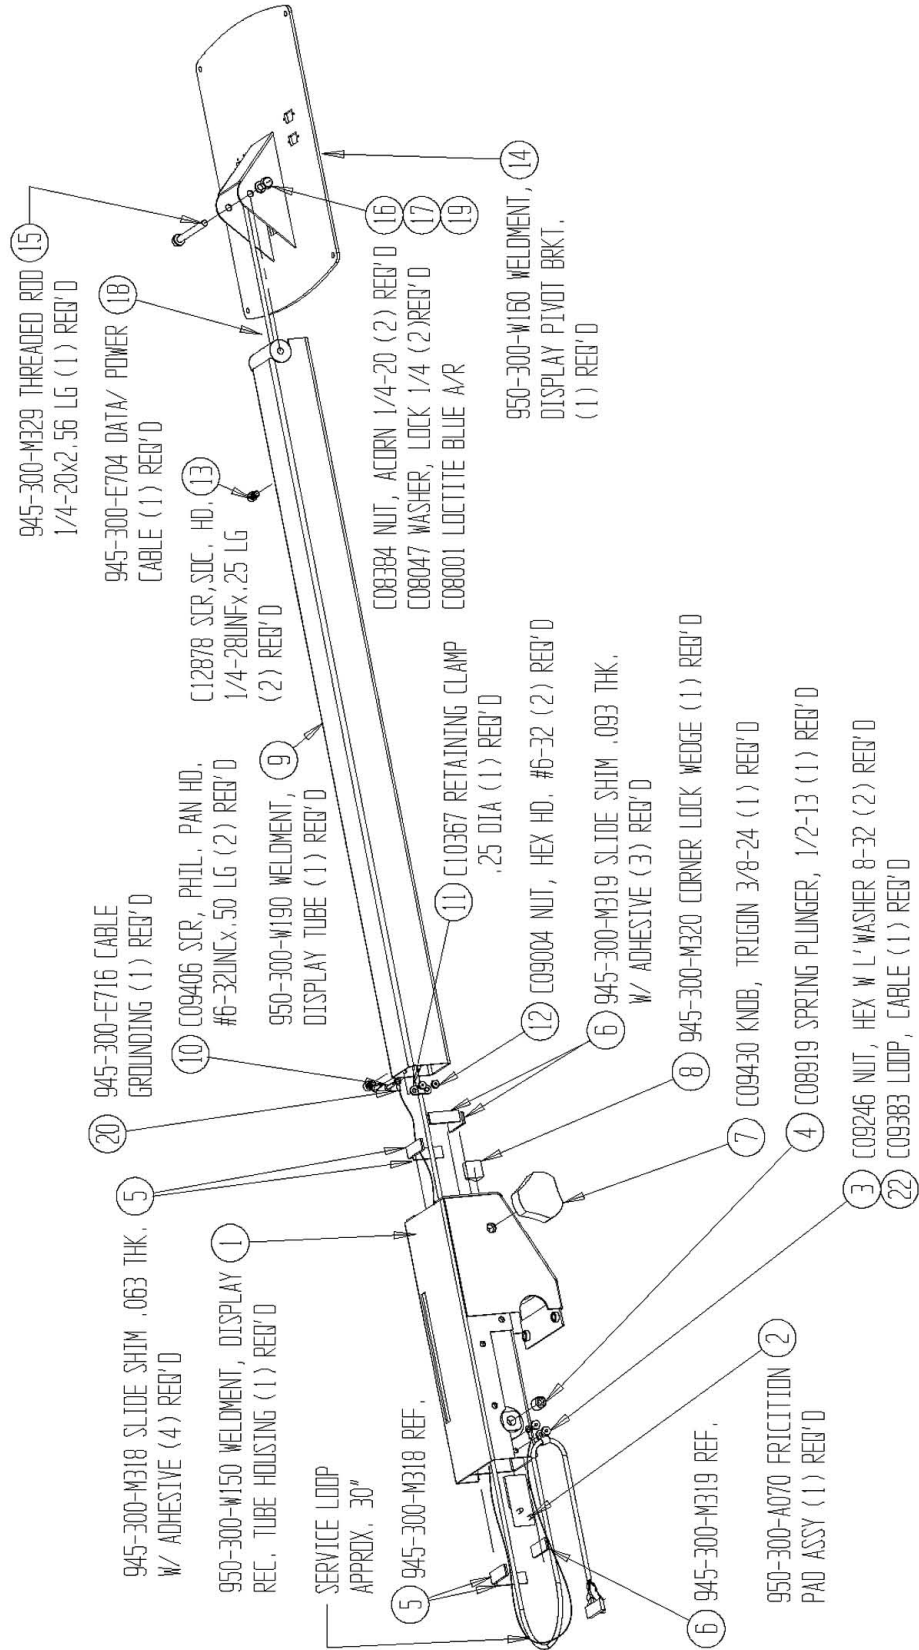 945-300-M329 THREADED ROD
1/4-20x2.56 LG (1) REQ'D
15
945-300-E704 DATA/ POWER
CABLE (1) REQ'D
18
C12878 SCR,SOC, HD,
1/4-28UNFx.25 LG
(2) REQ'D
13
945-300-E716 CABLE
GROUNDING (1) REQ'D
20
10
C09406 SCR, PHIL. PAN HD.
#6-32UNCx.50 LG (2) REQ'D
950-300-W190 WELDMENT,
DISPLAY TUBE (1) REQ'D
9
945-300-M318 SLIDE SHIM .063 THK.
W/ ADHESIVE (4) REQ'D
5
950-300-W150 WELDMENT, DISPLAY
REC. TUBE HOUSING (1) REQ'D
1
SERVICE LOOP
APPROX. 30"
5
945-300-M318 REF.
C08384 NUT, ACORN 1/4-20 (2) REQ'D
16
C08047 WASHER, LOCK 1/4 (2)REQ'D
17
C08001 LOCTITE BLUE A/R
19
950-300-W160 WELDMENT,
DISPLAY PIVOT BRKT.
(1) REQ'D
14
11
C10367 RETAINING CLAMP
.25 DIA (1) REQ'D
12
C09004 NUT, HEX HD. #6-32 (2) REQ'D
6
945-300-M319 SLIDE SHIM .093 THK.
W/ ADHESIVE (3) REQ'D
8
945-300-M320 CORNER LOCK WEDGE (1) REQ'D
7
C09430 KNOB, TRIGON 3/8-24 (1) REQ'D
4
C08919 SPRING PLUNGER, 1/2-13 (1) REQ'D
3
C09246 NUT, HEX W L'WASHER 8-32 (2) REQ'D
22
C09383 LOOP, CABLE (1) REQ'D
6
945-300-M319 REF.
950-300-A070 FRICITION
PAD ASSY (1) REQ'D
2